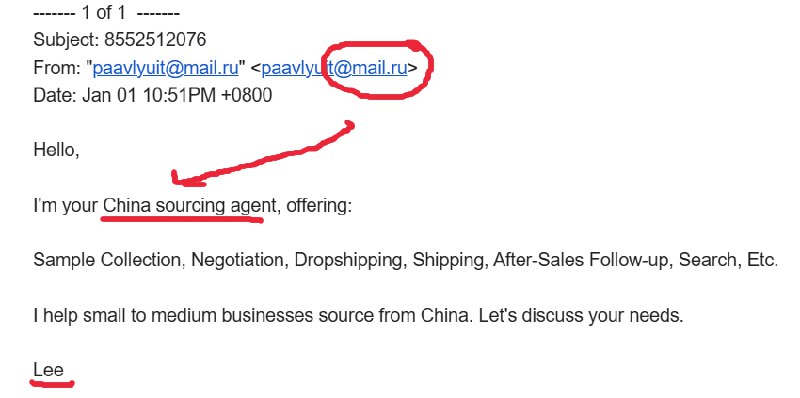 ------- 1 of 1 -------
Subject: 8552512076
From: "paavlyuit@mail.ru" <paavlyuit@mail.ru>
Date: Jan 01 10:51PM +0800
Hello,
I'm your China sourcing agent, offering:
Sample Collection, Negotiation, Dropshipping, Shipping, After-Sales Follow-up, Search, Etc.
I help small to medium businesses source from China. Let's discuss your needs.
Lee